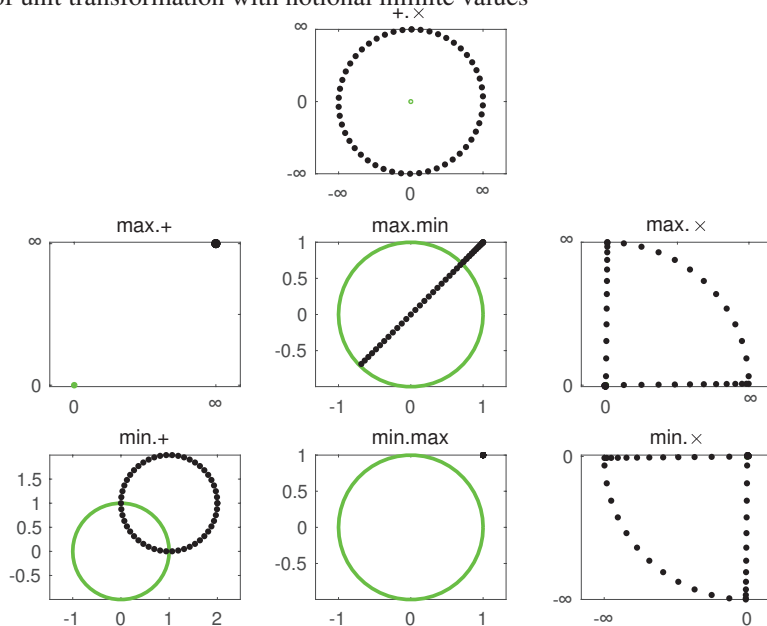 or unit transformation with notional infinite values
+.×
∞
0
-∞
-∞ 0 ∞
max.+
∞
0
0 ∞
max.min
1
0.5
0
-0.5
-1 0 1
max.×
∞
0
0 ∞
min.+
1.5
1
0.5
0
-0.5
-1 0 1 2
min.max
1
0.5
0
-0.5
-1 0 1
min.×
0
-∞
-∞ 0